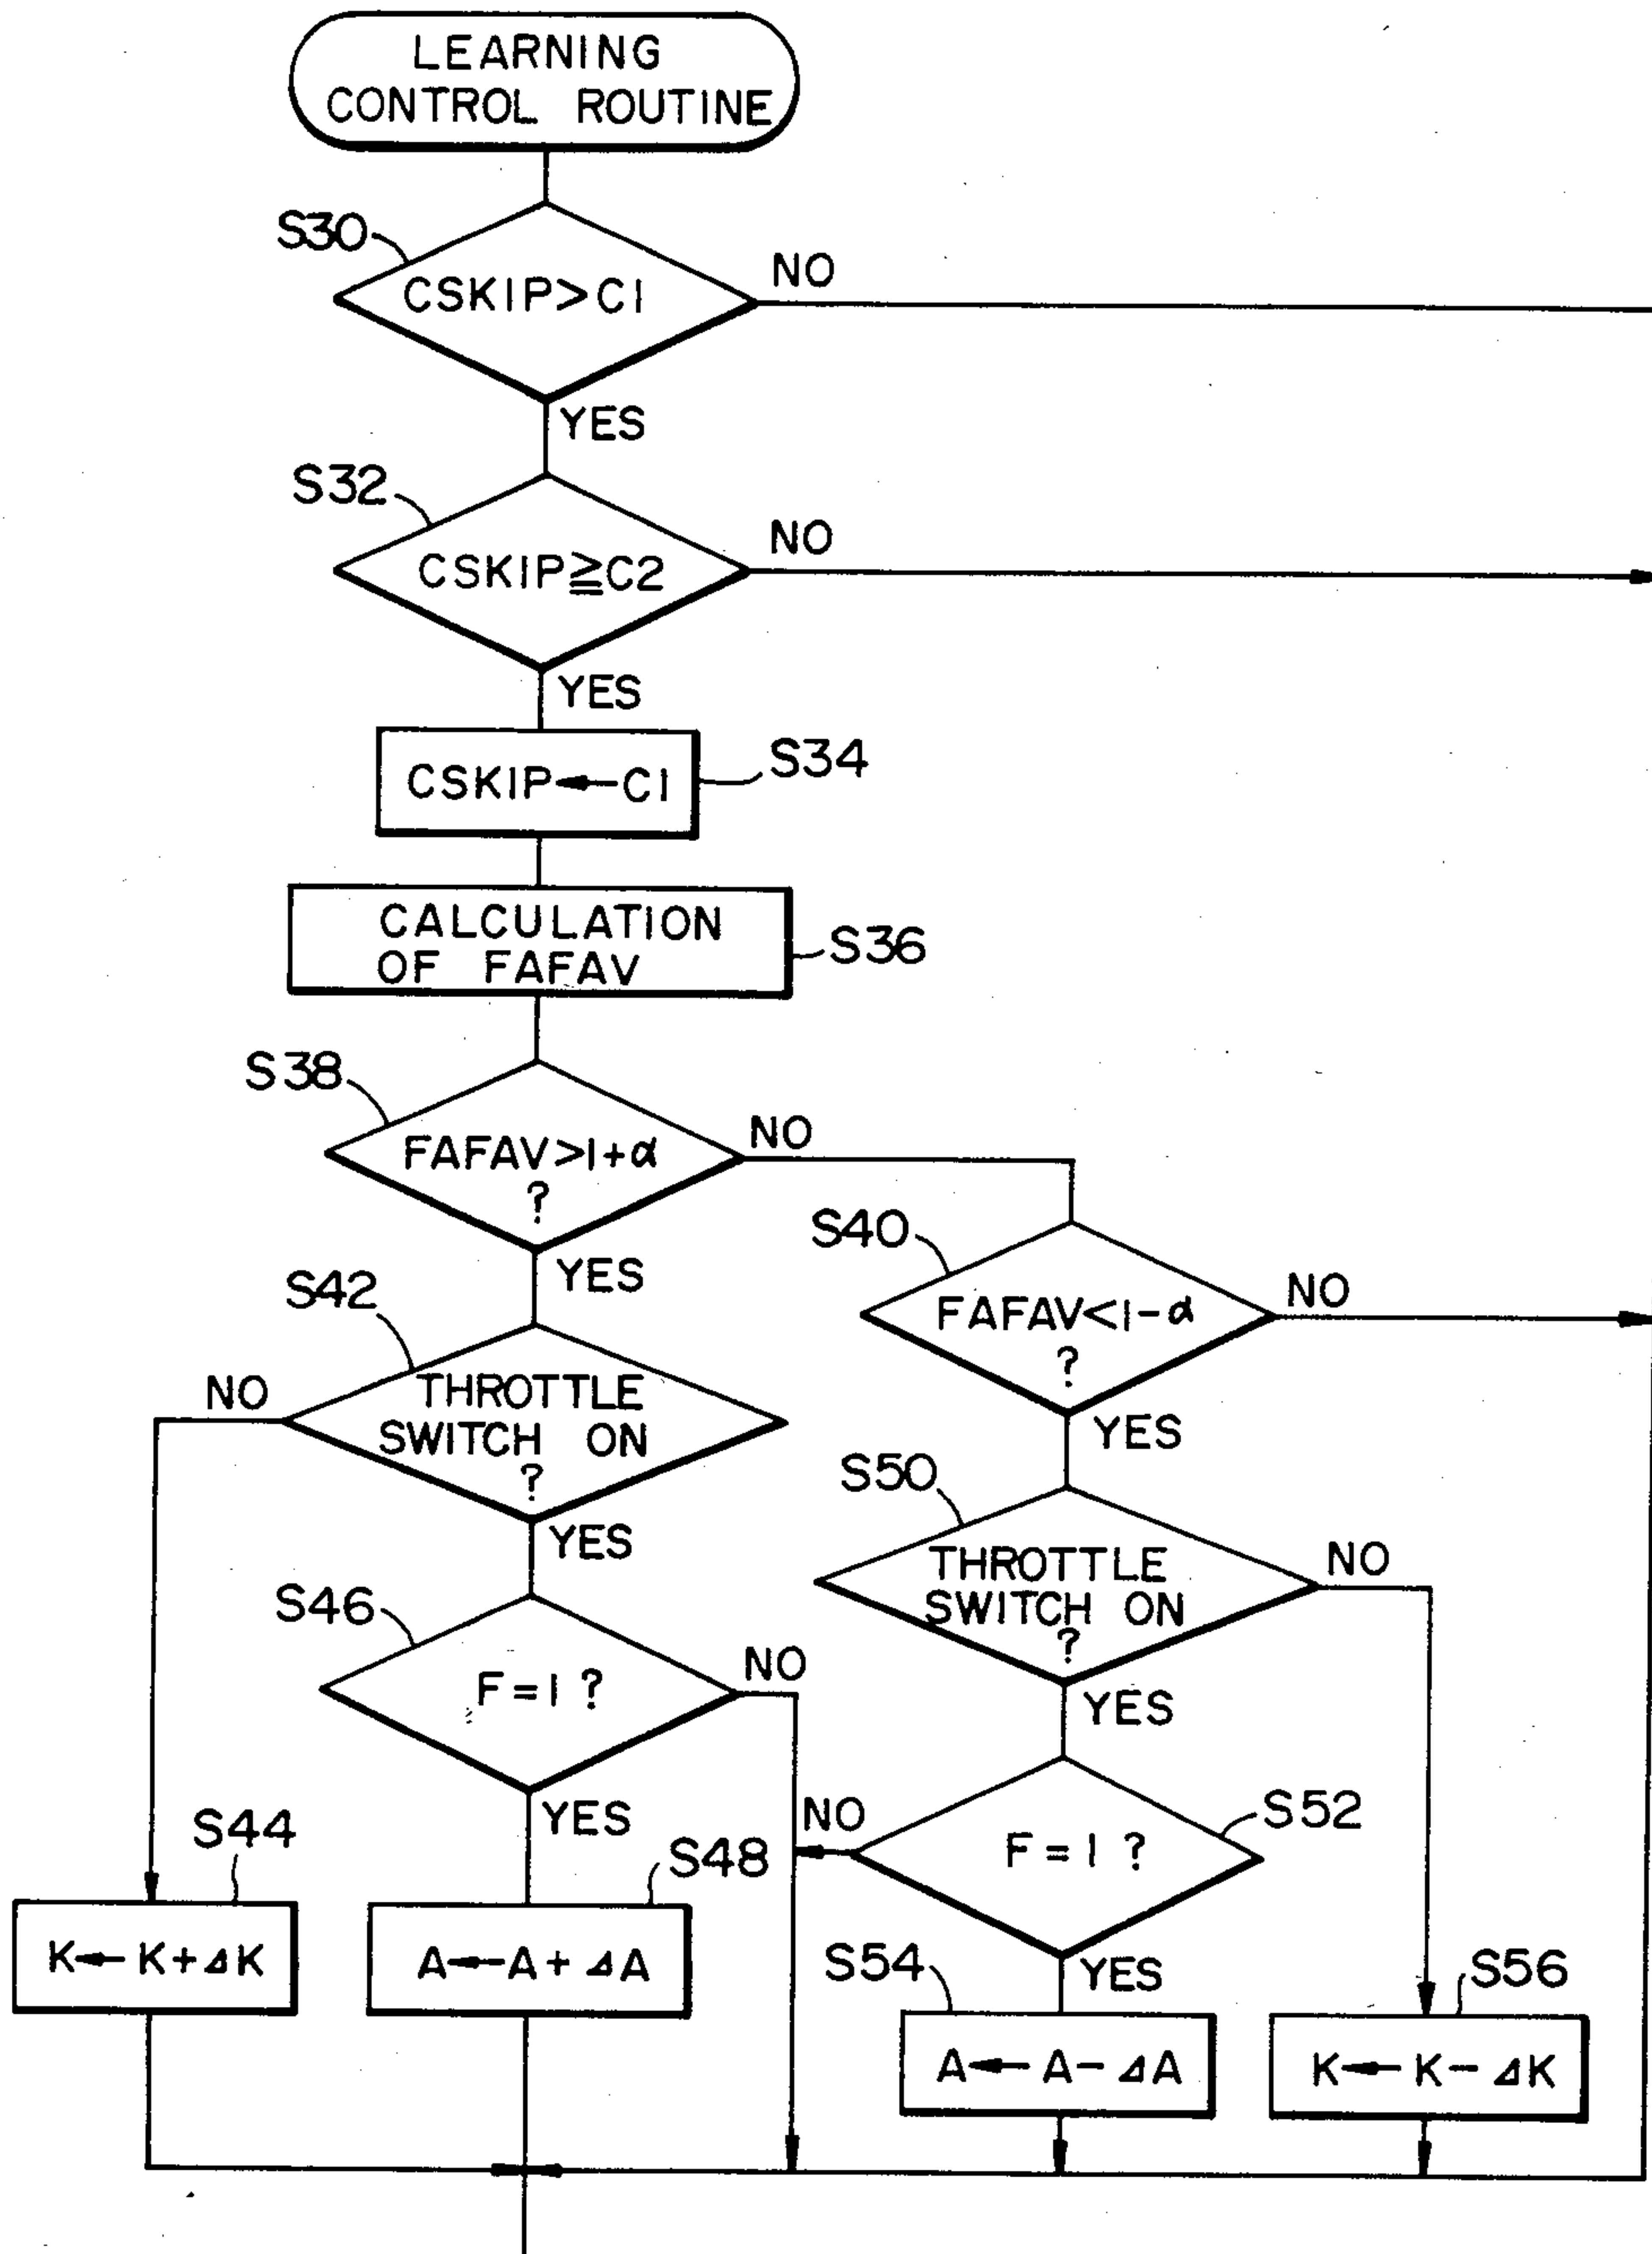 LEARNING
CONTROL ROUTINE
S30
CSKIP>C1
NO
YES
S32
CSKIP≧C2
NO
YES
CSKIP←C1
S34
CALCULATION
OF FAFAV
S36
S38
FAFAV>1+α
?
NO
YES
S40
FAFAV<1-α
?
NO
YES
S42
THROTTLE
SWITCH ON
?
NO
YES
S50
THROTTLE
SWITCH ON
?
NO
YES
S46
F=1 ?
NO
YES
S52
F=1 ?
NO
YES
S44
K←K+ΔK
S48
A←A+ΔA
S54
A←A-ΔA
S56
K←K-ΔK